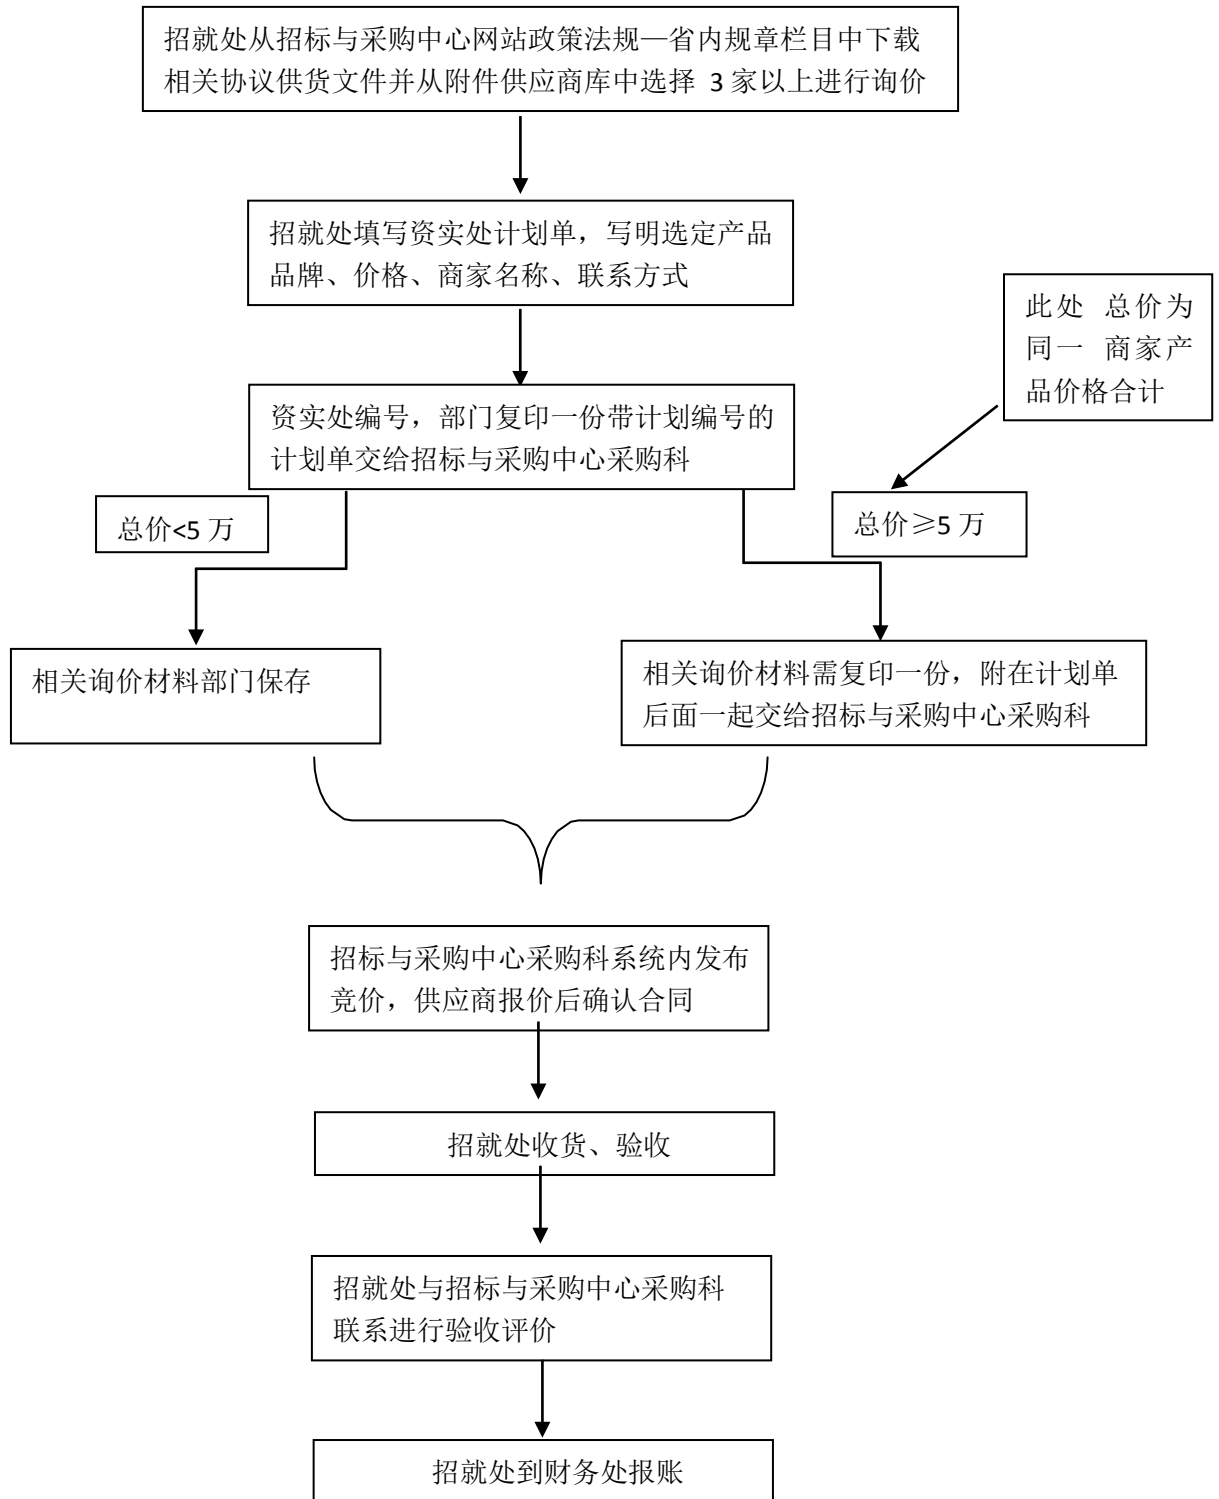 招就处从招标与采购中心网站政策法规—省内规章栏目中下载
相关协议供货文件并从附件供应商库中选择 3 家以上进行询价
招就处填写资实处计划单，写明选定产品
品牌、价格、商家名称、联系方式
此处 总价为
同一 商家产
品价格合计
资实处编号，部门复印一份带计划编号的
计划单交给招标与采购中心采购科
总价<5 万
总价≥5 万
相关询价材料部门保存
相关询价材料需复印一份，附在计划单
后面一起交给招标与采购中心采购科
招标与采购中心采购科系统内发布
竞价，供应商报价后确认合同
招就处收货、验收
招就处与招标与采购中心采购科
联系进行验收评价
招就处到财务处报账